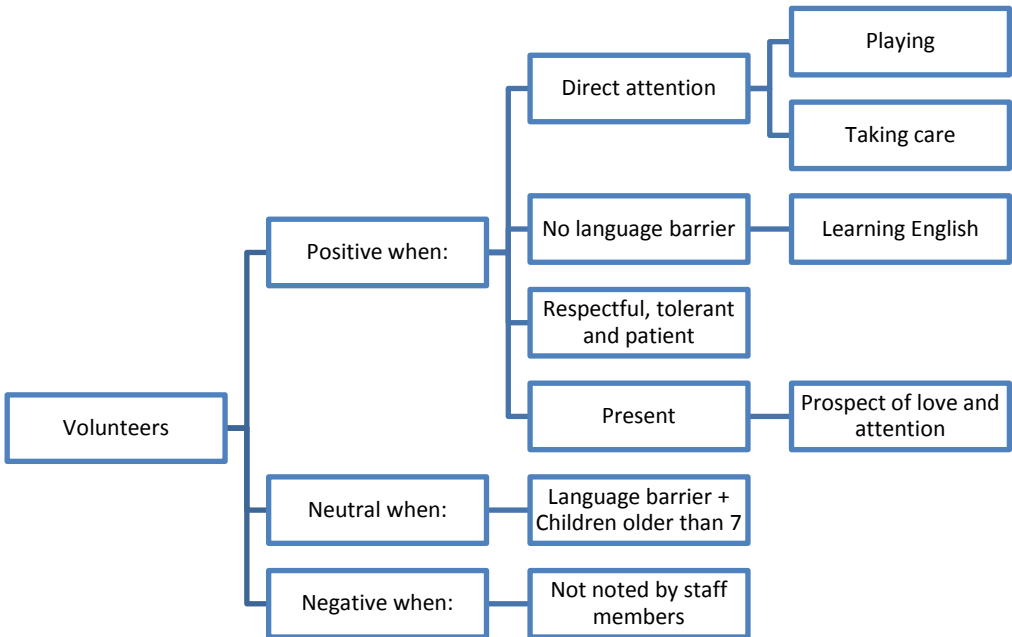 Volunteers
Positive when:
Direct attention
Playing
Taking care
No language barrier
Learning English
Respectful, tolerant
and patient
Present
Prospect of love and
attention
Neutral when:
Language barrier +
Children older than 7
Negative when:
Not noted by staff
members